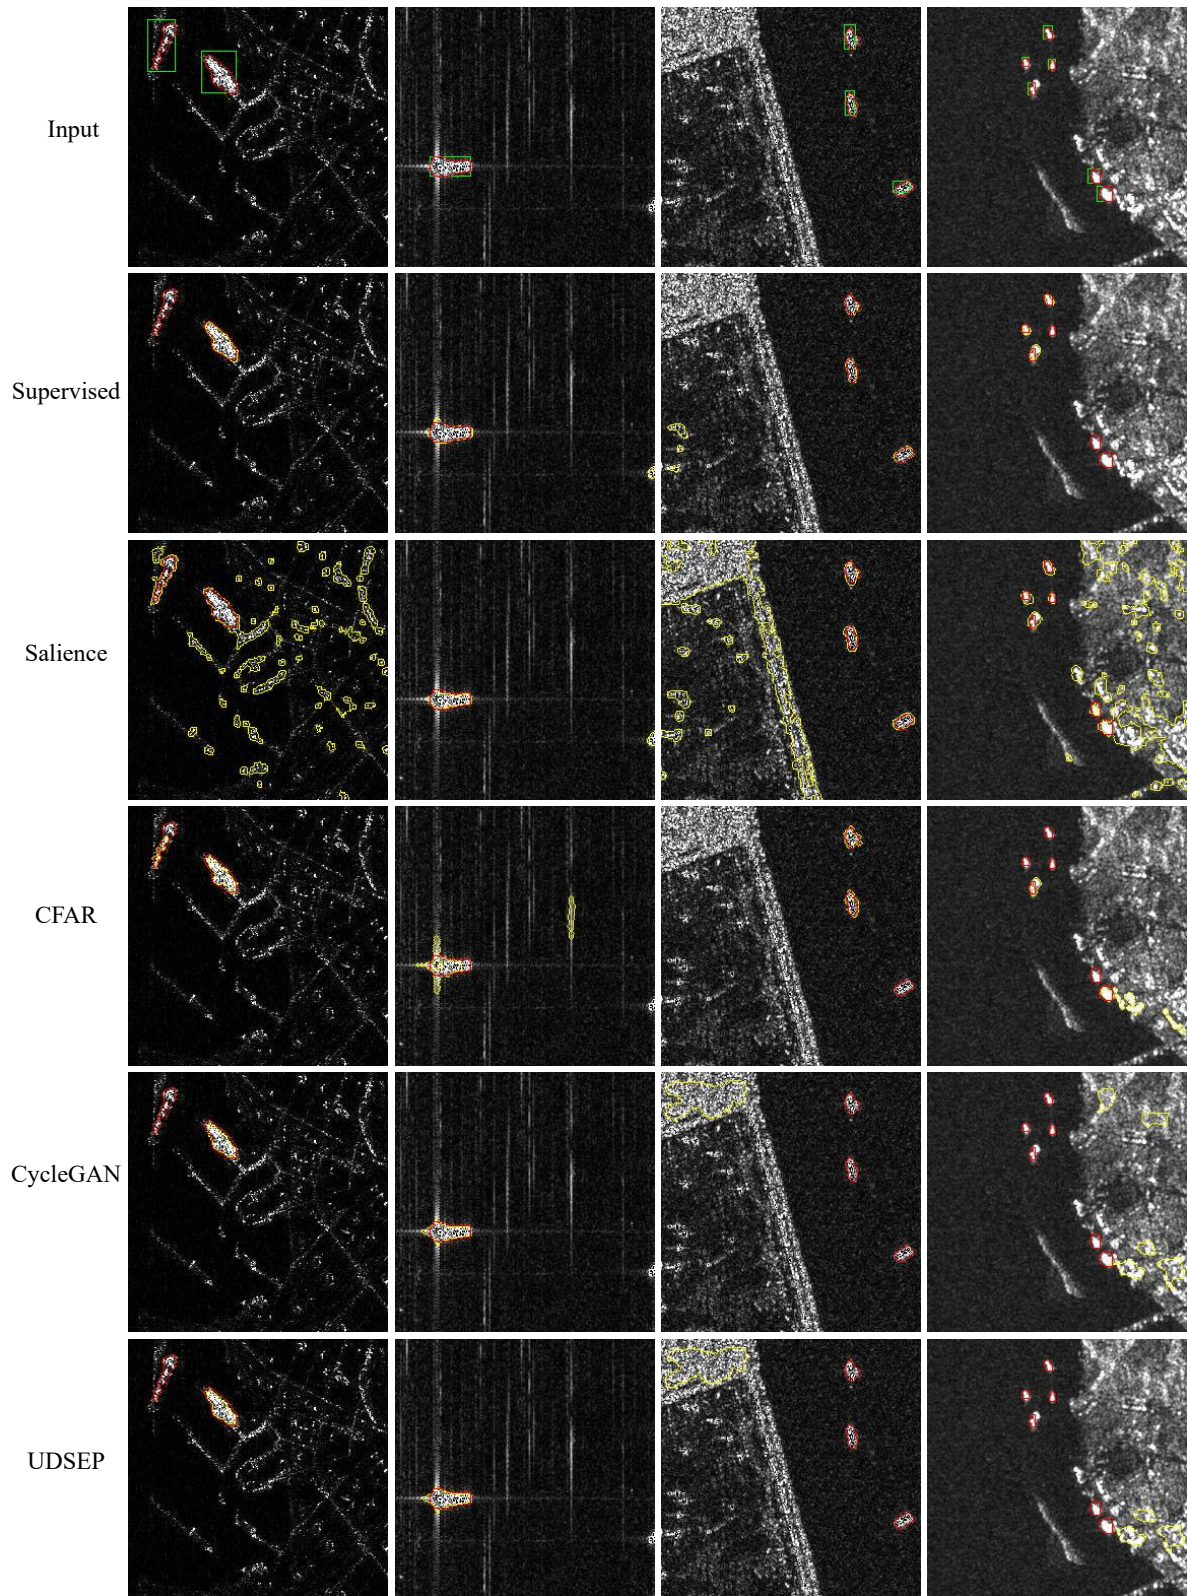 Input
Supervised
Salience
CFAR
CycleGAN
UDSEP